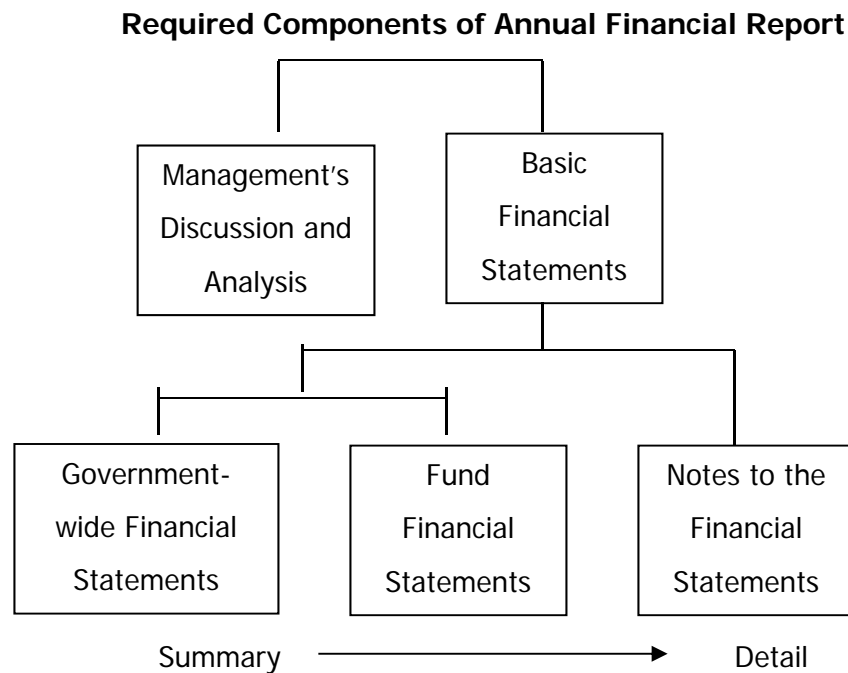 Required Components of Annual Financial Report
Management's
Discussion and
Analysis
Basic
Financial
Statements
Government-
wide Financial
Statements
Fund
Financial
Statements
Notes to the
Financial
Statements
Summary
Detail